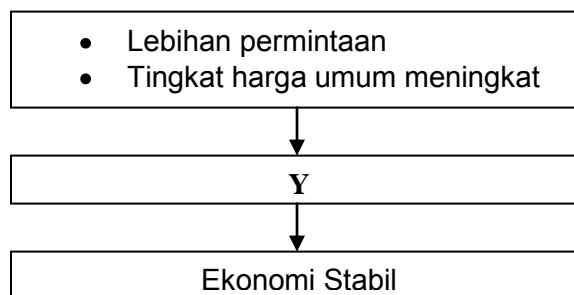 • Lebihan permintaan
• Tingkat harga umum meningkat
Y
Ekonomi Stabil